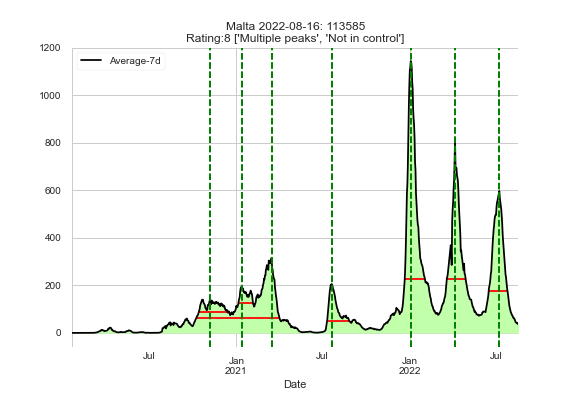 Malta 2022-08-16: 113585
Rating:8 ['Multiple peaks', 'Not in control']
Average-7d
1200
1000
800
600
400
200
0
Jul
Jan
2021
Jul
Jan
2022
Jul
Date